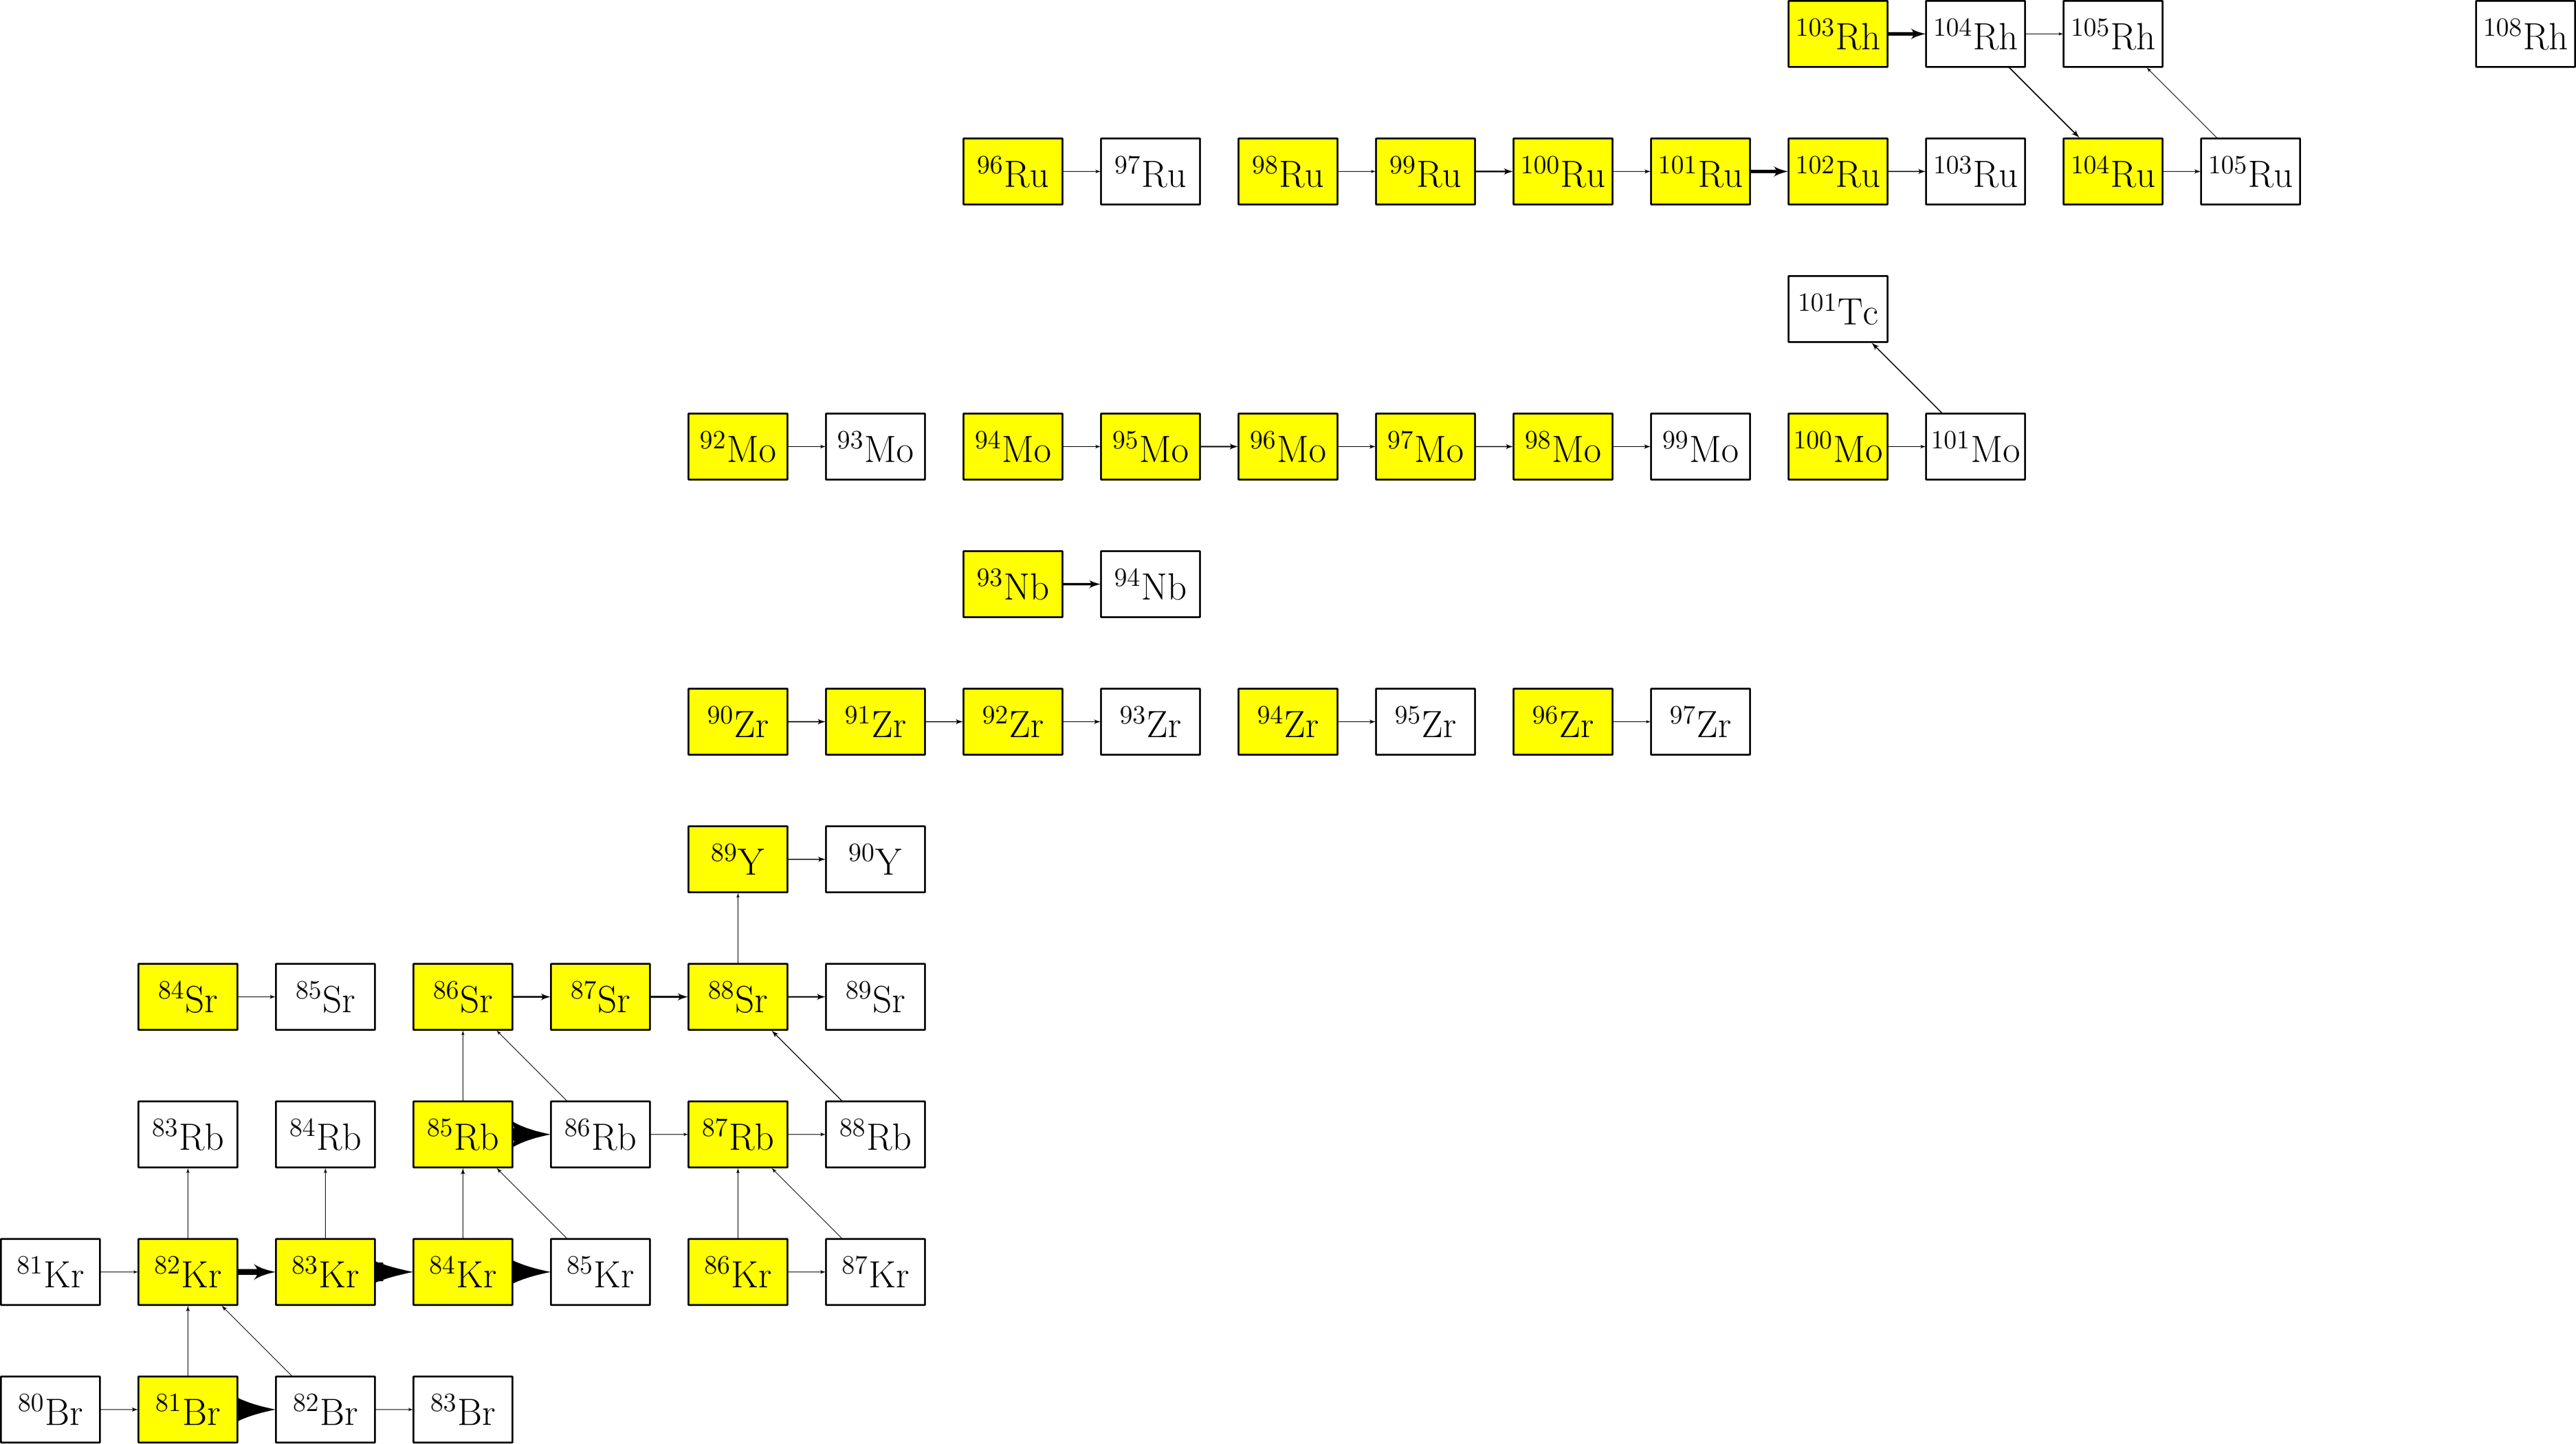 ¹⁰³Rh ¹⁰⁴Rh ¹⁰⁵Rh ¹⁰⁸Rh
⁹⁶Ru ⁹⁷Ru ⁹⁸Ru ⁹⁹Ru ¹⁰⁰Ru ¹⁰¹Ru ¹⁰²Ru ¹⁰³Ru ¹⁰⁴Ru ¹⁰⁵Ru
¹⁰¹Tc
⁹²Mo ⁹³Mo ⁹⁴Mo ⁹⁵Mo ⁹⁶Mo ⁹⁷Mo ⁹⁸Mo ⁹⁹Mo ¹⁰⁰Mo ¹⁰¹Mo
⁹³Nb ⁹⁴Nb
⁹⁰Zr ⁹¹Zr ⁹²Zr ⁹³Zr ⁹⁴Zr ⁹⁵Zr ⁹⁶Zr ⁹⁷Zr
⁸⁹Y ⁹⁰Y
⁸⁴Sr ⁸⁵Sr ⁸⁶Sr ⁸⁷Sr ⁸⁸Sr ⁸⁹Sr
⁸³Rb ⁸⁴Rb ⁸⁵Rb ⁸⁶Rb ⁸⁷Rb ⁸⁸Rb
⁸¹Kr ⁸²Kr ⁸³Kr ⁸⁴Kr ⁸⁵Kr ⁸⁶Kr ⁸⁷Kr
⁸⁰Br ⁸¹Br ⁸²Br ⁸³Br